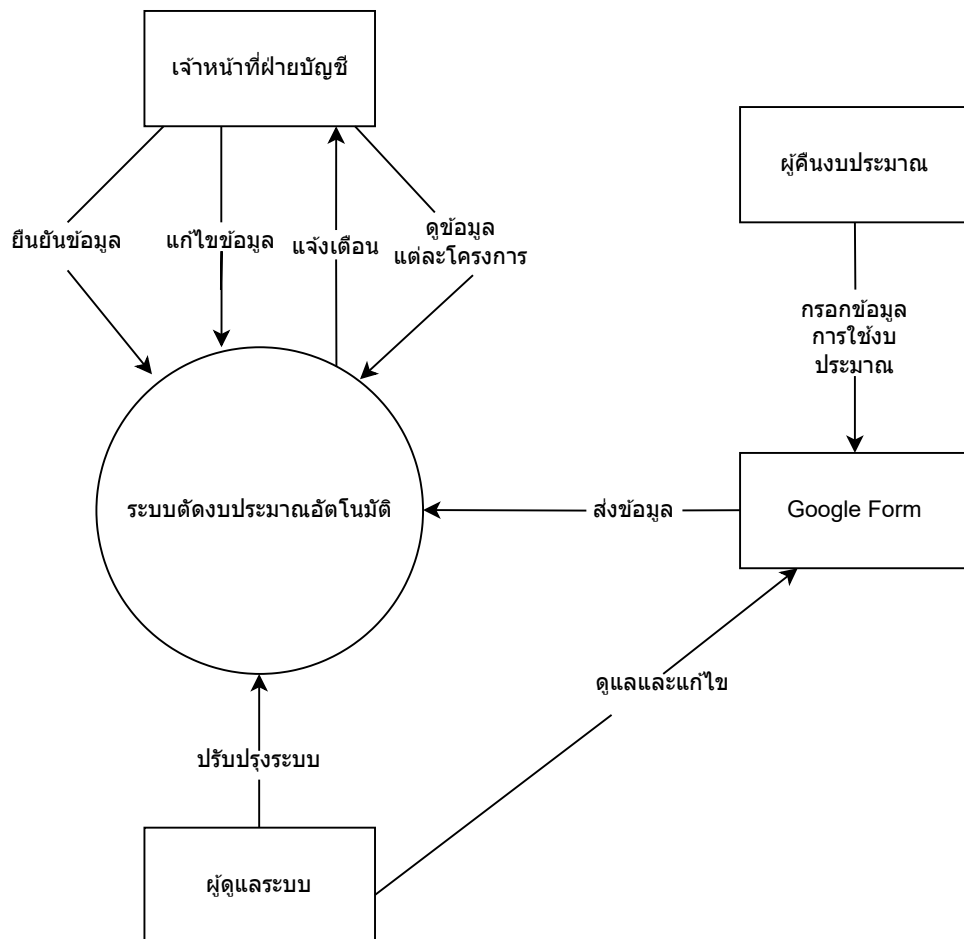 เจ้าหน้าที่ฝ่ายบัญชี
ผู้คืนงบประมาณ
ยืนยันข้อมูล
แก้ไขข้อมูล
แจ้งเตือน
ดูข้อมูล
แต่ละโครงการ
กรอกข้อมูล
การใช้งบ
ประมาณ
ระบบตัดงบประมาณอัตโนมัติ
ส่งข้อมูล
Google Form
ดูแลและแก้ไข
ปรับปรุงระบบ
ผู้ดูแลระบบ